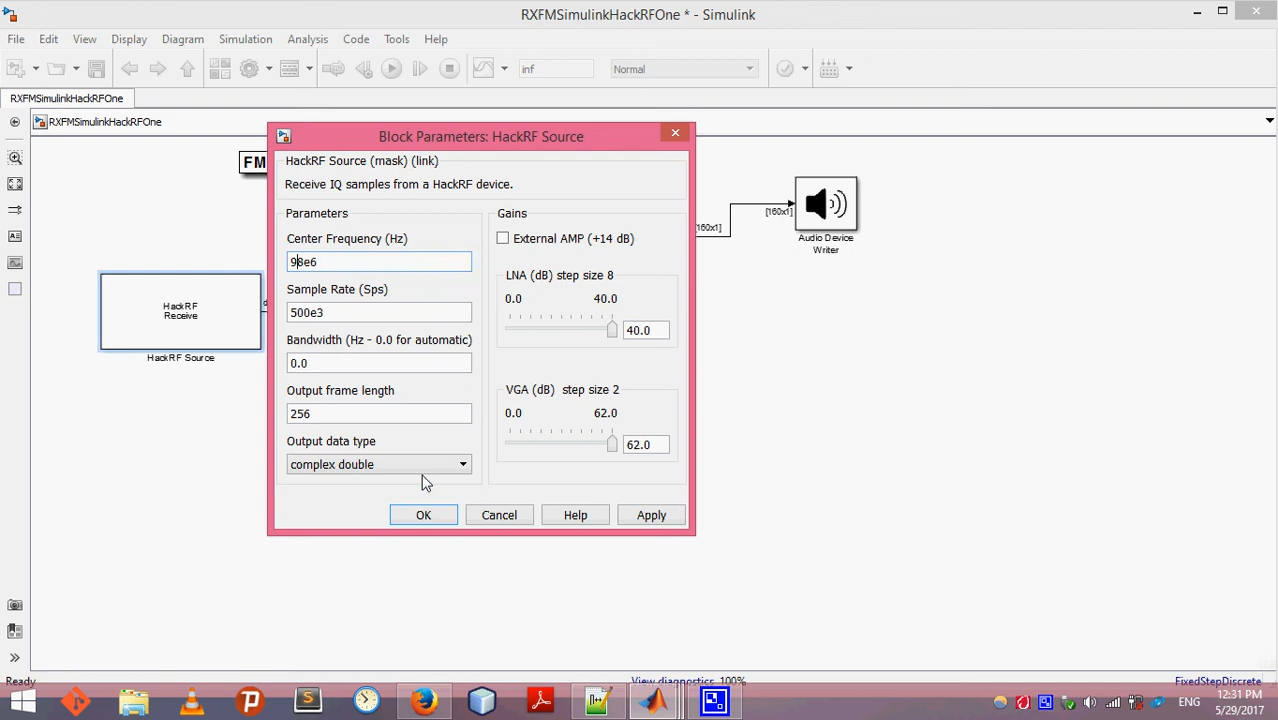 RXFMSimulinkHackRFOne * - Simulink
File Edit View Display Diagram Simulation Analysis Code Tools Help
inf
Normal
RXFMSimulinkHackRFOne
RXFMSimulinkHackRFOne
FM
HackRF
Receive
HackRF Source
[160x1]
[160x1]
Audio Device
Writer
Block Parameters: HackRF Source
HackRF Source (mask) (link)
Receive IQ samples from a HackRF device.
Parameters
Center Frequency (Hz)
98e6
Sample Rate (Sps)
500e3
Bandwidth (Hz - 0.0 for automatic)
0.0
Output frame length
256
Output data type
complex double
Gains
External AMP (+14 dB)
LNA (dB) step size 8
0.0 40.0
40.0
VGA (dB) step size 2
0.0 62.0
62.0
OK Cancel Help Apply
Ready View diagnostics 100% FixedStepDiscrete
ENG
12:31 PM
5/29/2017